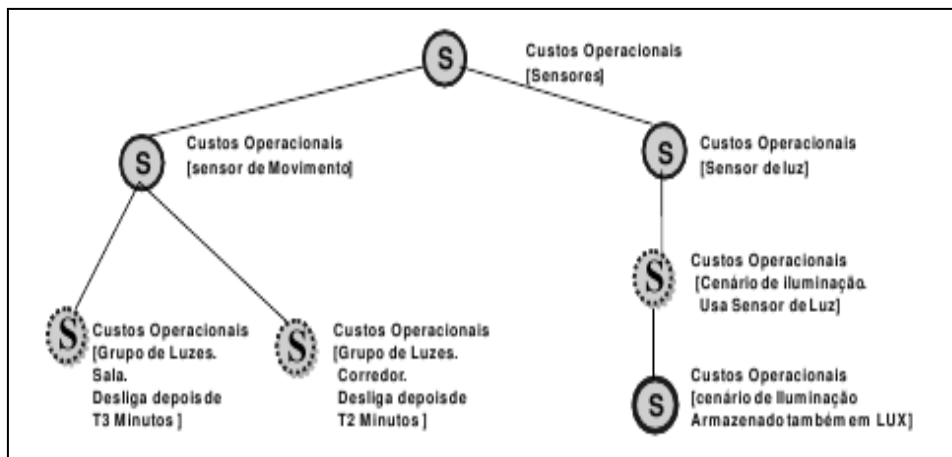 S
Custos Operacionais
[Sensores]
S
Custos Operacionais
[sensor de Movimento]
S
Custos Operacionais
[Sensor de luz]
S
Custos Operacionais
[Cenário de iluminação.
Usa Sensor de Luz]
S
Custos Operacionais
[Grupo de Luzes.
Sala.
Desliga depois de
T3 Minutos ]
S
Custos Operacionais
[Grupo de Luzes.
Corredor.
Desliga depois de
T2 Minutos ]
S
Custos Operacionais
[cenário de Iluminação
Armazenado também em LUX]